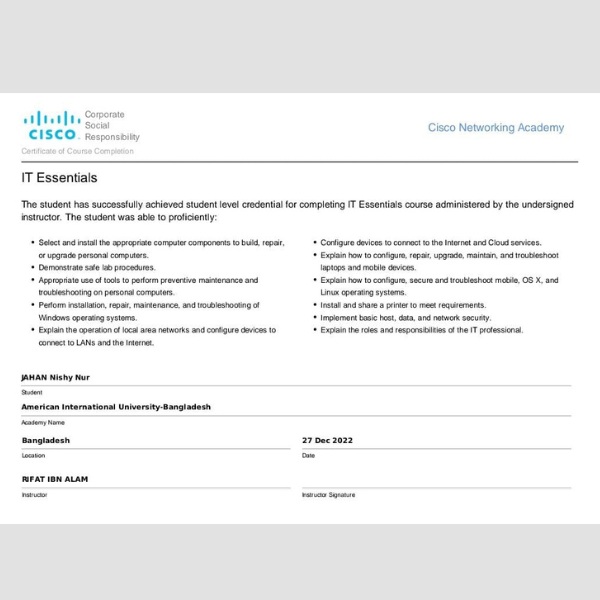 CISCO
Corporate
Social
Responsibility
Cisco Networking Academy
Certificate of Course Completion
IT Essentials
The student has successfully achieved student level credential for completing IT Essentials course administered by the undersigned
instructor. The student was able to proficiently:
• Select and install the appropriate computer components to build, repair,
or upgrade personal computers.
• Demonstrate safe lab procedures.
• Appropriate use of tools to perform preventive maintenance and
troubleshooting on personal computers.
• Perform installation, repair, maintenance, and troubleshooting of
Windows operating systems.
• Explain the operation of local area networks and configure devices to
connect to LANs and the Internet.
• Configure devices to connect to the Internet and Cloud services.
• Explain how to configure, repair, upgrade, maintain, and troubleshoot
laptops and mobile devices.
• Explain how to configure, secure and troubleshoot mobile, OS X, and
Linux operating systems.
• Install and share a printer to meet requirements.
• Implement basic host, data, and network security.
• Explain the roles and responsibilities of the IT professional.
JAHAN Nishy Nur
Student
American International University-Bangladesh
Academy Name
Bangladesh
Location
27 Dec 2022
Date
RIFAT IBN ALAM
Instructor
Instructor Signature